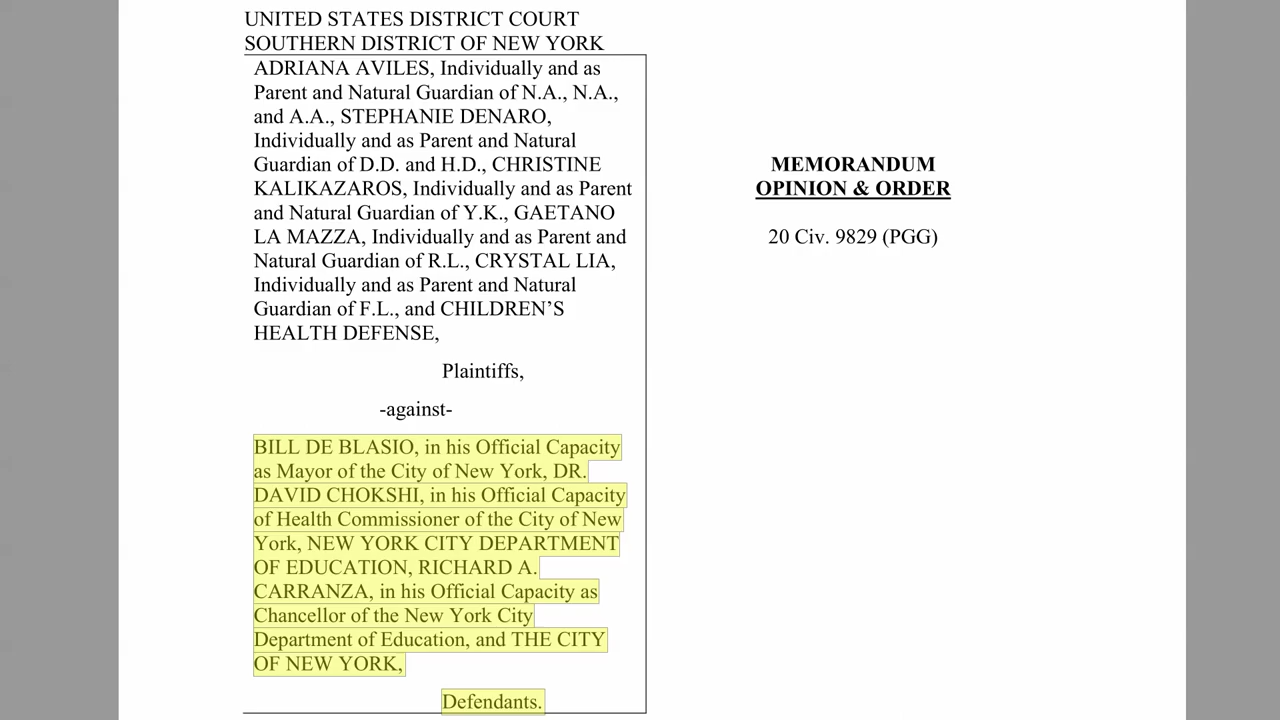 UNITED STATES DISTRICT COURT
SOUTHERN DISTRICT OF NEW YORK
ADRIANA AVILES, Individually and as
Parent and Natural Guardian of N.A., N.A.,
and A.A., STEPHANIE DENARO,
Individually and as Parent and Natural
Guardian of D.D. and H.D., CHRISTINE
KALIKAZAROS, Individually and as Parent
and Natural Guardian of Y.K., GAETANO
LA MAZZA, Individually and as Parent and
Natural Guardian of R.L., CRYSTAL LIA,
Individually and as Parent and Natural
Guardian of F.L., and CHILDREN'S
HEALTH DEFENSE,
Plaintiffs,
-against-
BILL DE BLASIO, in his Official Capacity
as Mayor of the City of New York, DR.
DAVID CHOKSHI, in his Official Capacity
of Health Commissioner of the City of New
York, NEW YORK CITY DEPARTMENT
OF EDUCATION, RICHARD A.
CARRANZA, in his Official Capacity as
Chancellor of the New York City
Department of Education, and THE CITY
OF NEW YORK,
Defendants.
MEMORANDUM
OPINION & ORDER
20 Civ. 9829 (PGG)